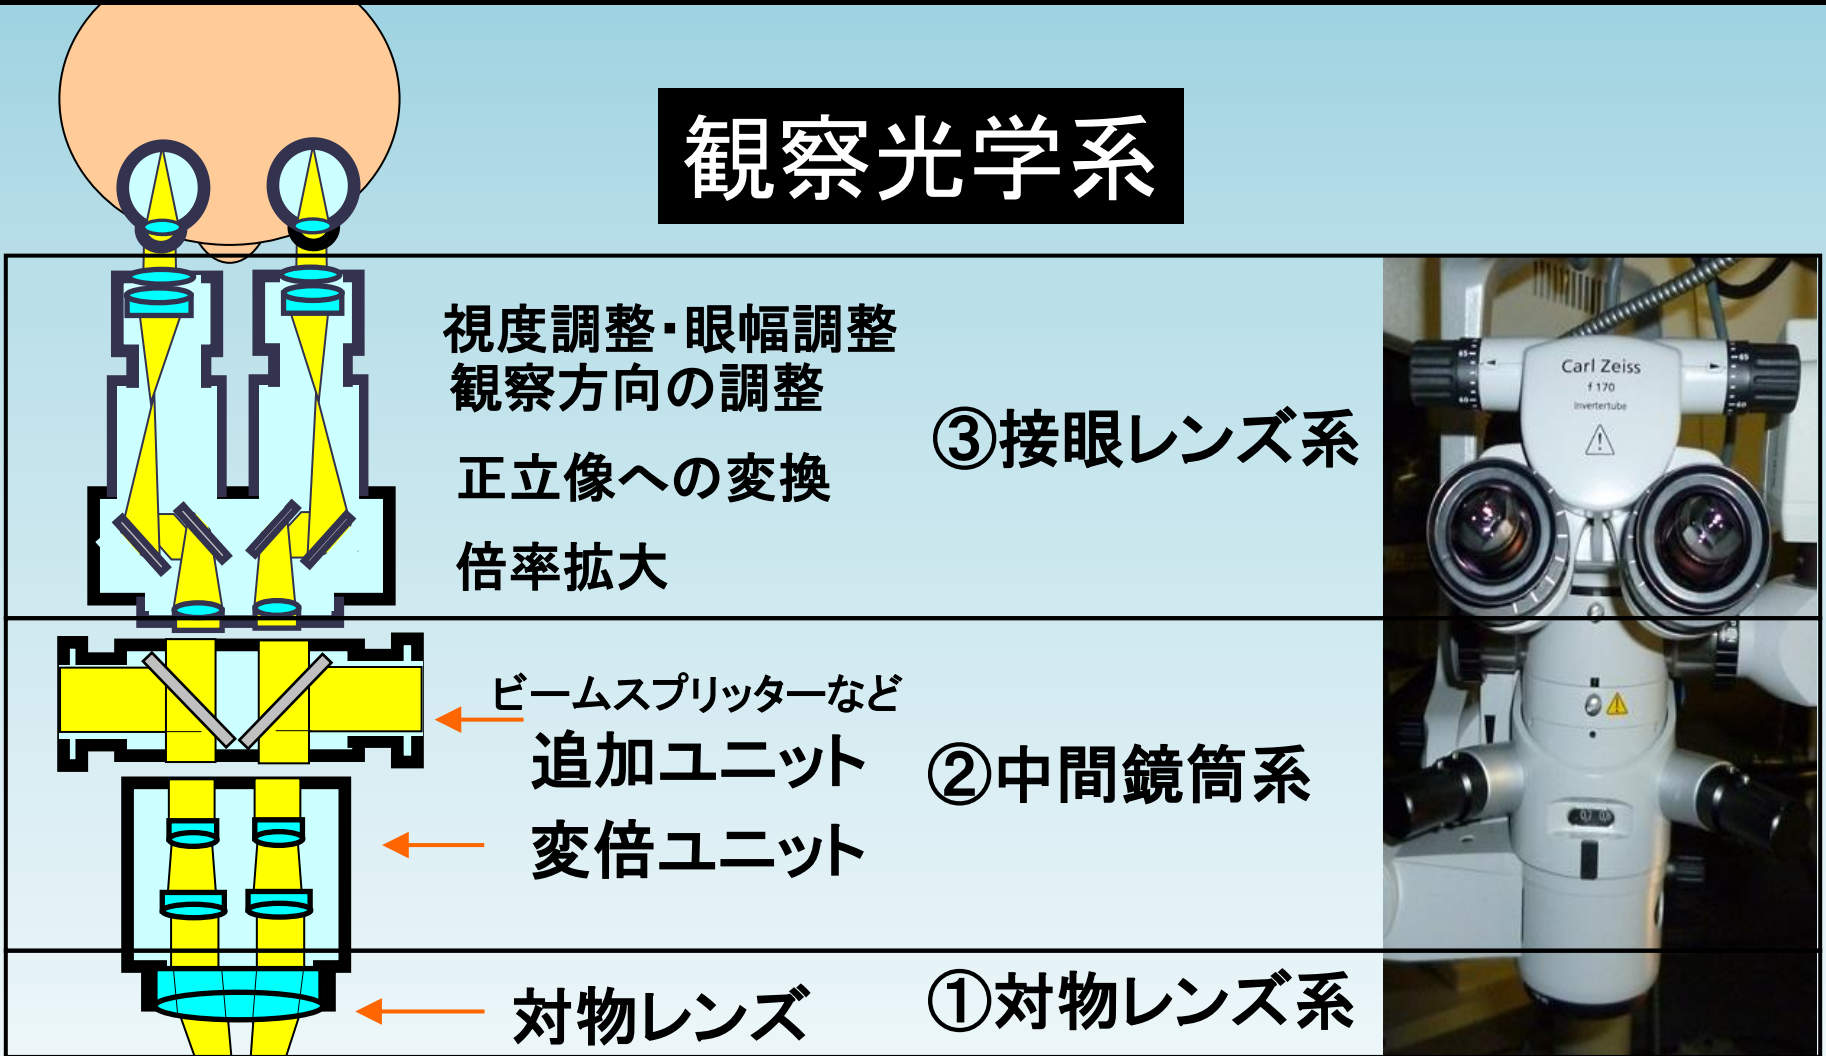 観察光学系
視度調整・眼幅調整
観察方向の調整
正立像への変換
倍率拡大
③接眼レンズ系
Carl Zeiss
f 170
Invertertube
ビームスプリッターなど
追加ユニット
変倍ユニット
②中間鏡筒系
対物レンズ
①対物レンズ系